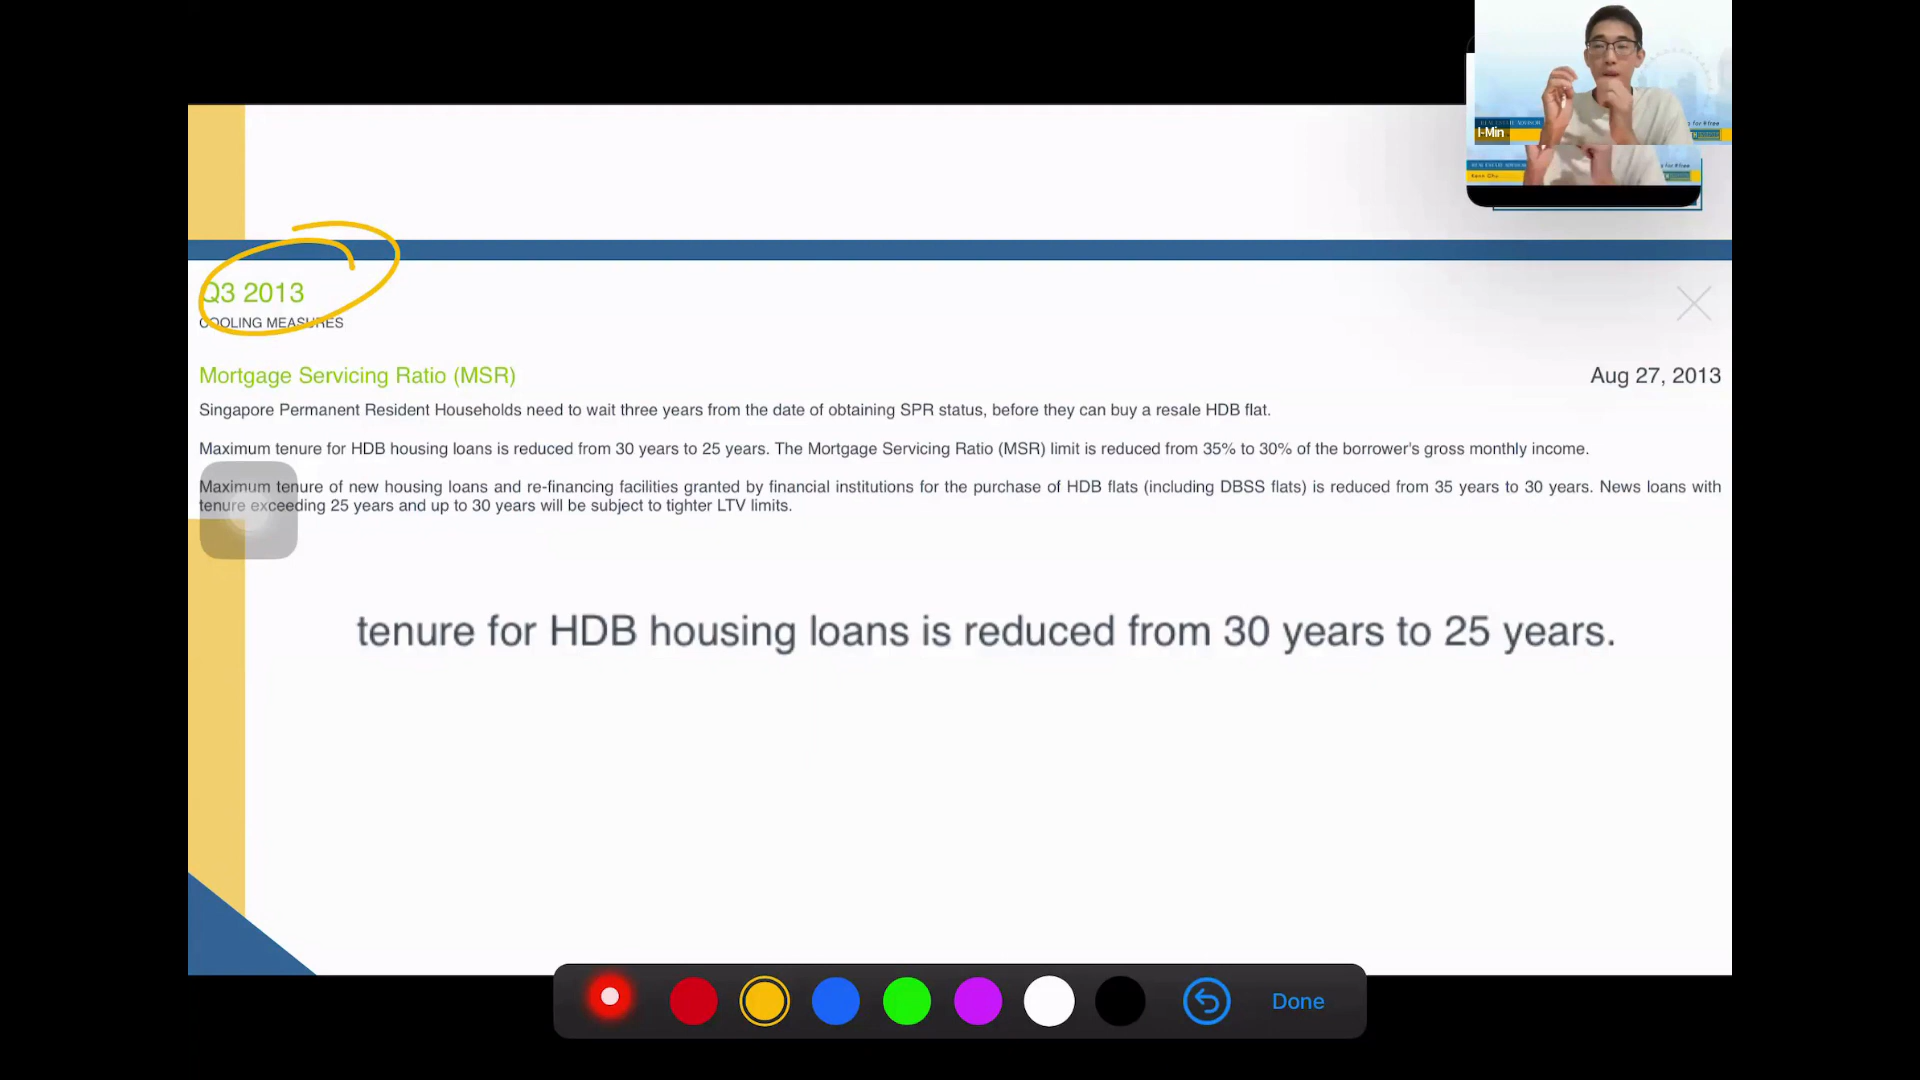 I-Min
REAL ESTATE ADVISOR
Kenn Chu
Q3 2013
COOLING MEASURES
Mortgage Servicing Ratio (MSR)
Aug 27, 2013
Singapore Permanent Resident Households need to wait three years from the date of obtaining SPR status, before they can buy a resale HDB flat.
Maximum tenure for HDB housing loans is reduced from 30 years to 25 years. The Mortgage Servicing Ratio (MSR) limit is reduced from 35% to 30% of the borrower's gross monthly income.
Maximum tenure of new housing loans and re-financing facilities granted by financial institutions for the purchase of HDB flats (including DBSS flats) is reduced from 35 years to 30 years. News loans with
tenure exceeding 25 years and up to 30 years will be subject to tighter LTV limits.
tenure for HDB housing loans is reduced from 30 years to 25 years.
Done